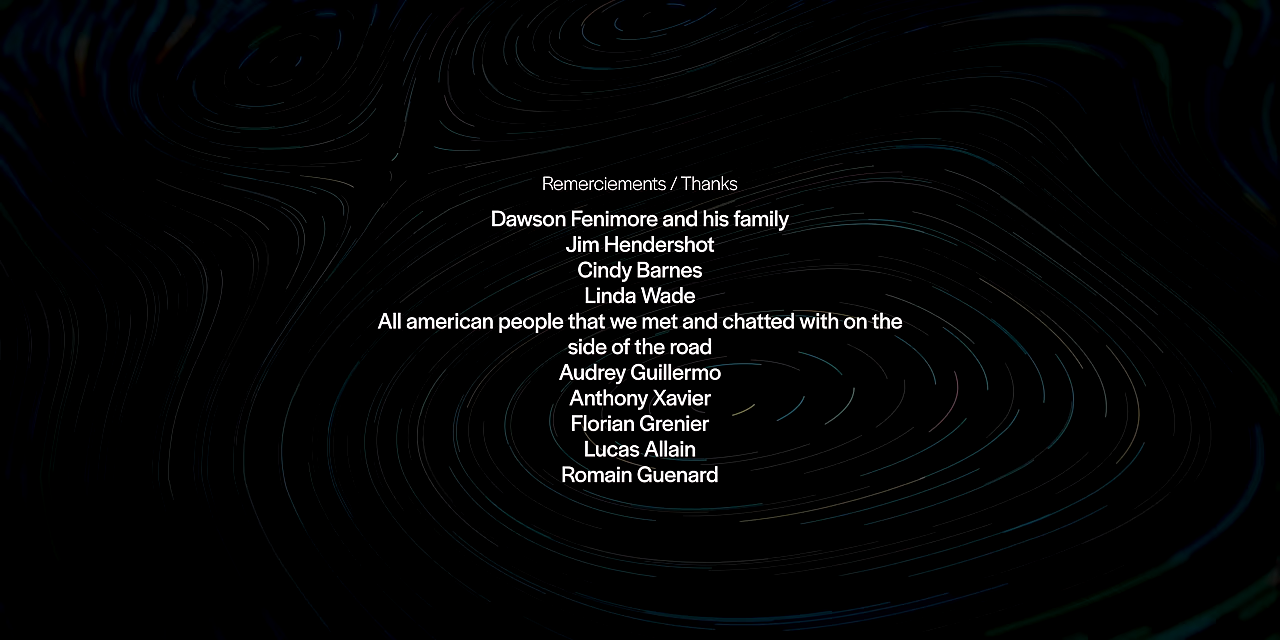 Remerciements / Thanks
Dawson Fenimore and his family
Jim Hendershot
Cindy Barnes
Linda Wade
All american people that we met and chatted with on the
side of the road
Audrey Guillermo
Anthony Xavier
Florian Grenier
Lucas Allain
Romain Guenard